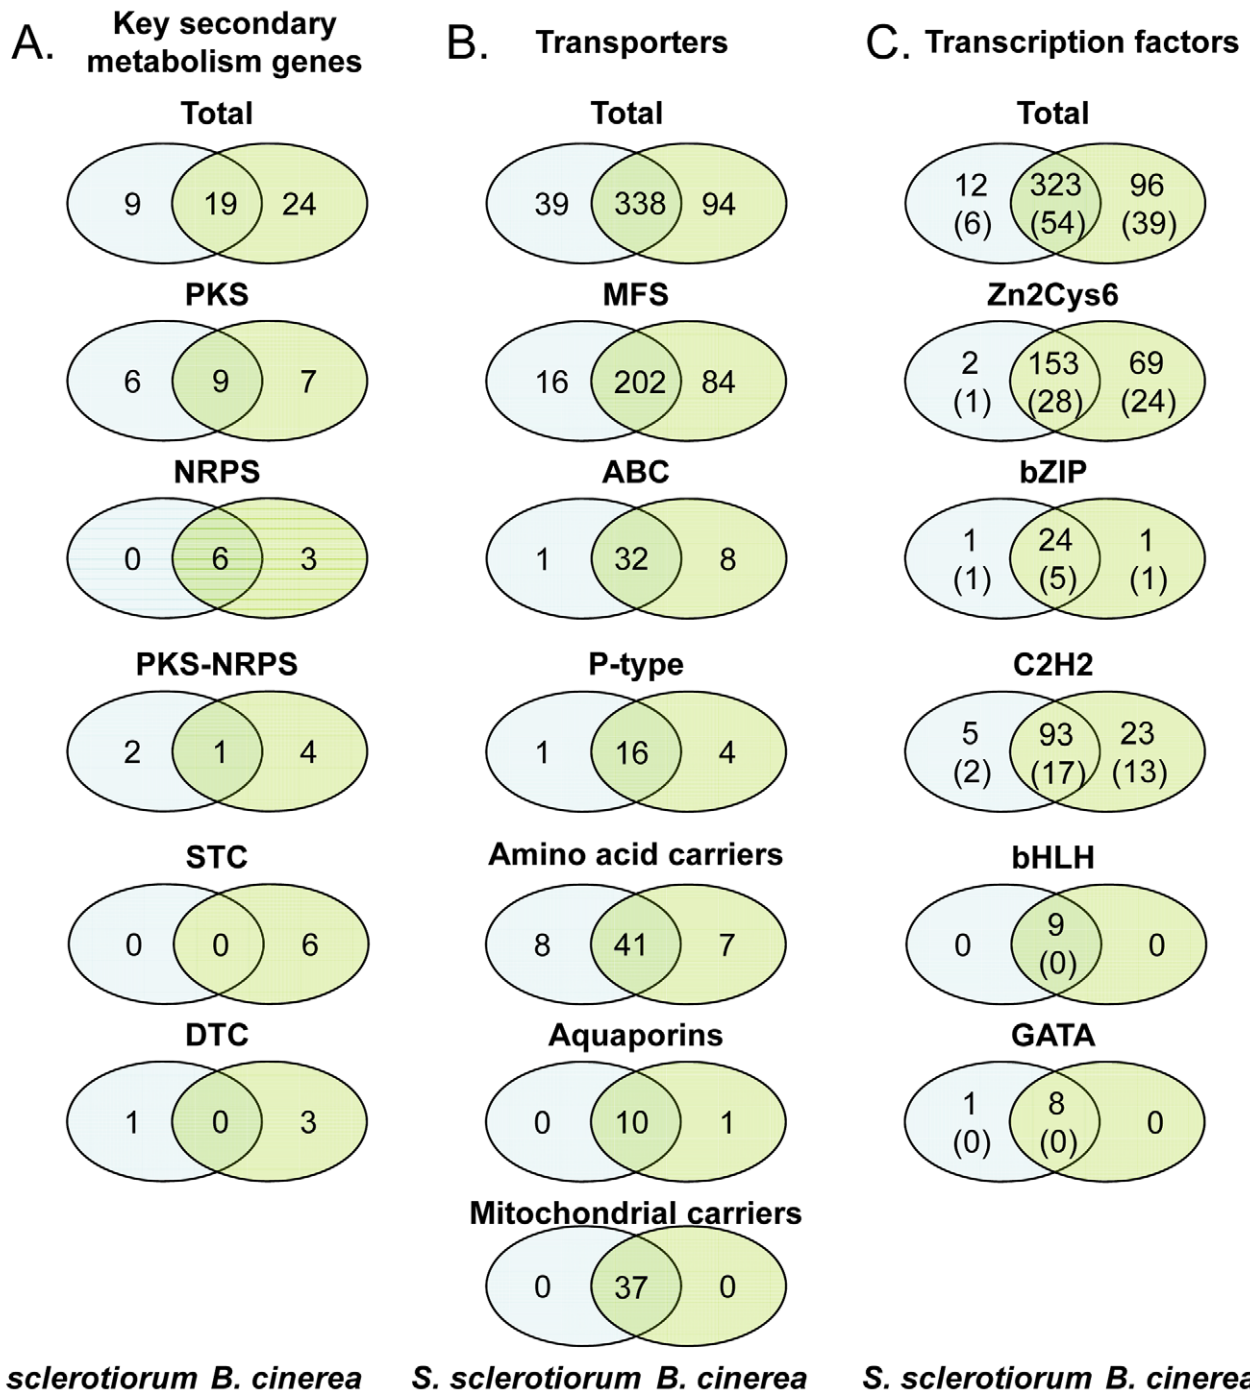 A.
Key secondary
metabolism genes
Total
9 19 24
PKS
6 9 7
NRPS
0 6 3
PKS-NRPS
2 1 4
STC
0 0 6
DTC
1 0 3
sclerotiorum B. cinerea
B.
Transporters
Total
39 338 94
MFS
16 202 84
ABC
1 32 8
P-type
1 16 4
Amino acid carriers
8 41 7
Aquaporins
0 10 1
Mitochondrial carriers
0 37 0
S. sclerotiorum B. cinerea
C.
Transcription factors
Total
12 323 96
(6) (54) (39)
Zn2Cys6
2 153 69
(1) (28) (24)
bZIP
1 24 1
(1) (5) (1)
C2H2
5 93 23
(2) (17) (13)
bHLH
0 9 0
(0)
GATA
1 8 0
(0) (0)
S. sclerotiorum B. cinerea